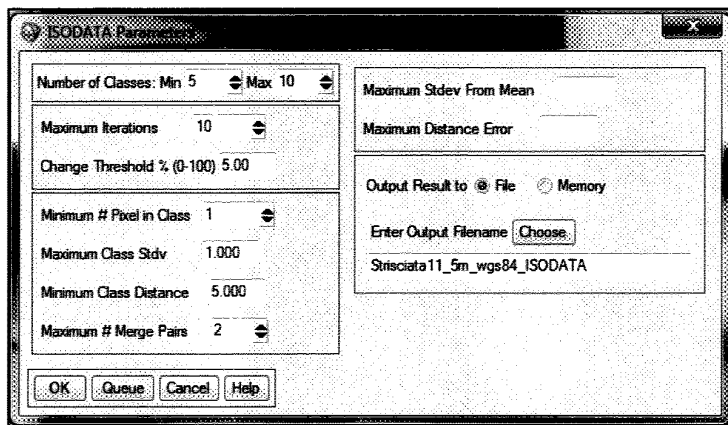 ISODATA Parameters
Number of Classes: Min 5 Max 10
Maximum Iterations 10
Change Threshold % (0-100) 5.00
Minimum # Pixel in Class 1
Maximum Class Stdv 1.000
Minimum Class Distance 5.000
Maximum # Merge Pairs 2
OK Queue Cancel Help
Maximum Stdev From Mean
Maximum Distance Error
Output Result to File Memory
Enter Output Filename Choose
Strisciata11_5m_wgs84_ISODATA